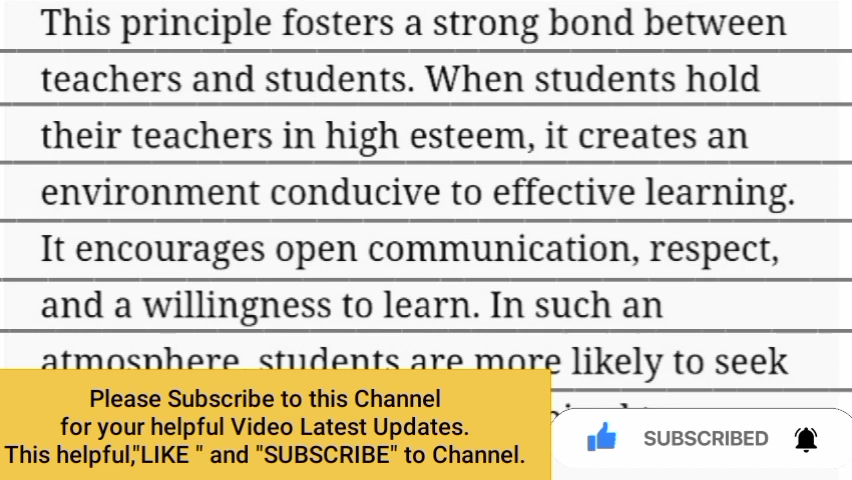 This principle fosters a strong bond between
teachers and students. When students hold
their teachers in high esteem, it creates an
environment conducive to effective learning.
It encourages open communication, respect,
and a willingness to learn. In such an
atmosphere, students are more likely to seek
Please Subscribe to this Channel
for your helpful Video Latest Updates.
This helpful,"LIKE " and "SUBSCRIBE" to Channel.
SUBSCRIBED